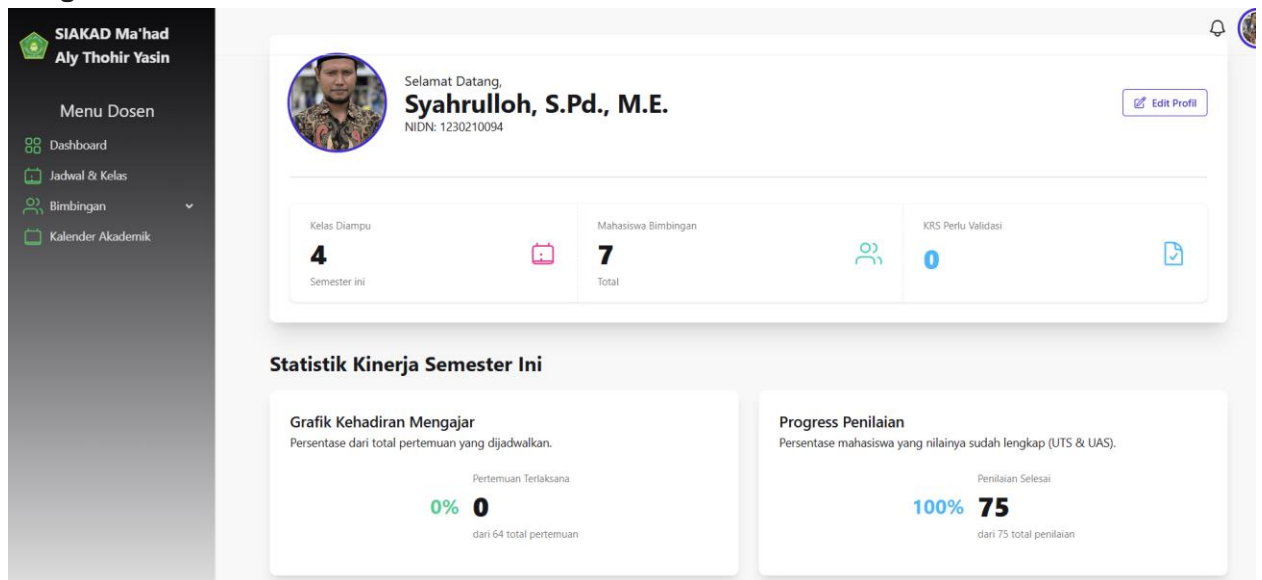 SIAKAD Ma'had
Aly Thohir Yasin
Menu Dosen
Dashboard
Jadwal & Kelas
Bimbingan
Kalender Akademik
Selamat Datang,
Syahrulloh, S.Pd., M.E.
NIDN: 1230210094
Edit Profil
Kelas Diampu
4
Semester ini
Mahasiswa Bimbingan
7
Total
KRS Perlu Validasi
0
Statistik Kinerja Semester Ini
Grafik Kehadiran Mengajar
Persentase dari total pertemuan yang dijadwalkan.
Pertemuan Terlaksana
0% 0
dari 64 total pertemuan
Progress Penilaian
Persentase mahasiswa yang nilainya sudah lengkap (UTS & UAS).
Penilaian Selesai
100% 75
dari 75 total penilaian